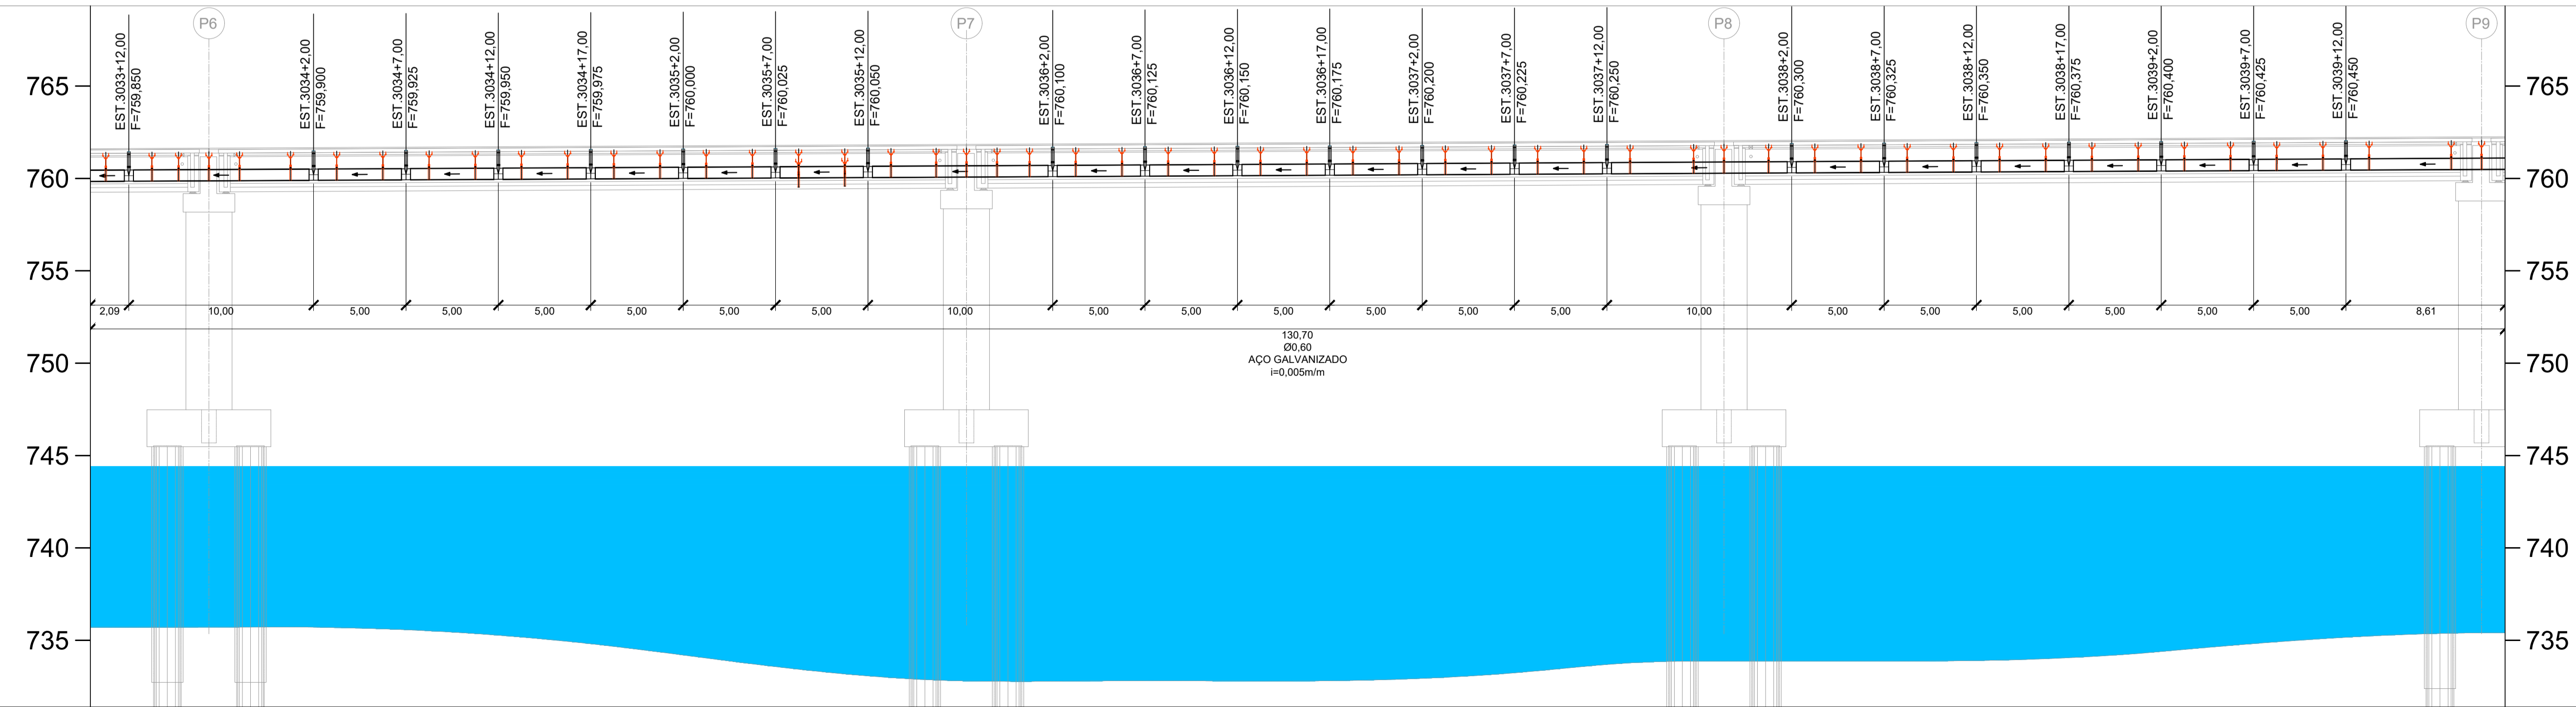 P6
P7
P8
P9
EST.3033+12,00
F=759,850
EST.3034+2,00
F=759,900
EST.3034+7,00
F=759,925
EST.3034+12,00
F=759,950
EST.3034+17,00
F=759,975
EST.3035+2,00
F=760,000
EST.3035+7,00
F=760,025
EST.3035+12,00
F=760,050
EST.3036+2,00
F=760,100
EST.3036+7,00
F=760,125
EST.3036+12,00
F=760,150
EST.3036+17,00
F=760,175
EST.3037+2,00
F=760,200
EST.3037+7,00
F=760,225
EST.3037+12,00
F=760,250
EST.3038+2,00
F=760,300
EST.3038+7,00
F=760,325
EST.3038+12,00
F=760,350
EST.3038+17,00
F=760,375
EST.3039+2,00
F=760,400
EST.3039+7,00
F=760,425
EST.3039+12,00
F=760,450
765 765
760 760
755 755
2,09 10,00 5,00 5,00 5,00 5,00 5,00 5,00 10,00 5,00 5,00 5,00 5,00 5,00 5,00 10,00 5,00 5,00 5,00 5,00 5,00 5,00 8,61
130,70
Ø0,60
AÇO GALVANIZADO
i=0,005m/m
750 750
745 745
740 740
735 735